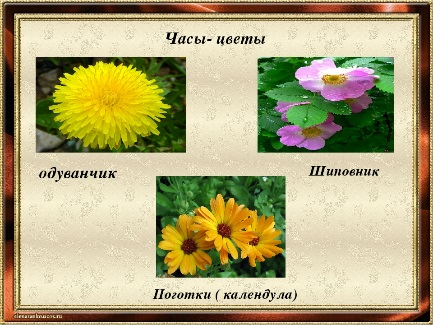 Часы- цветы
одуванчик
Шиповник
Ноготки ( календула)